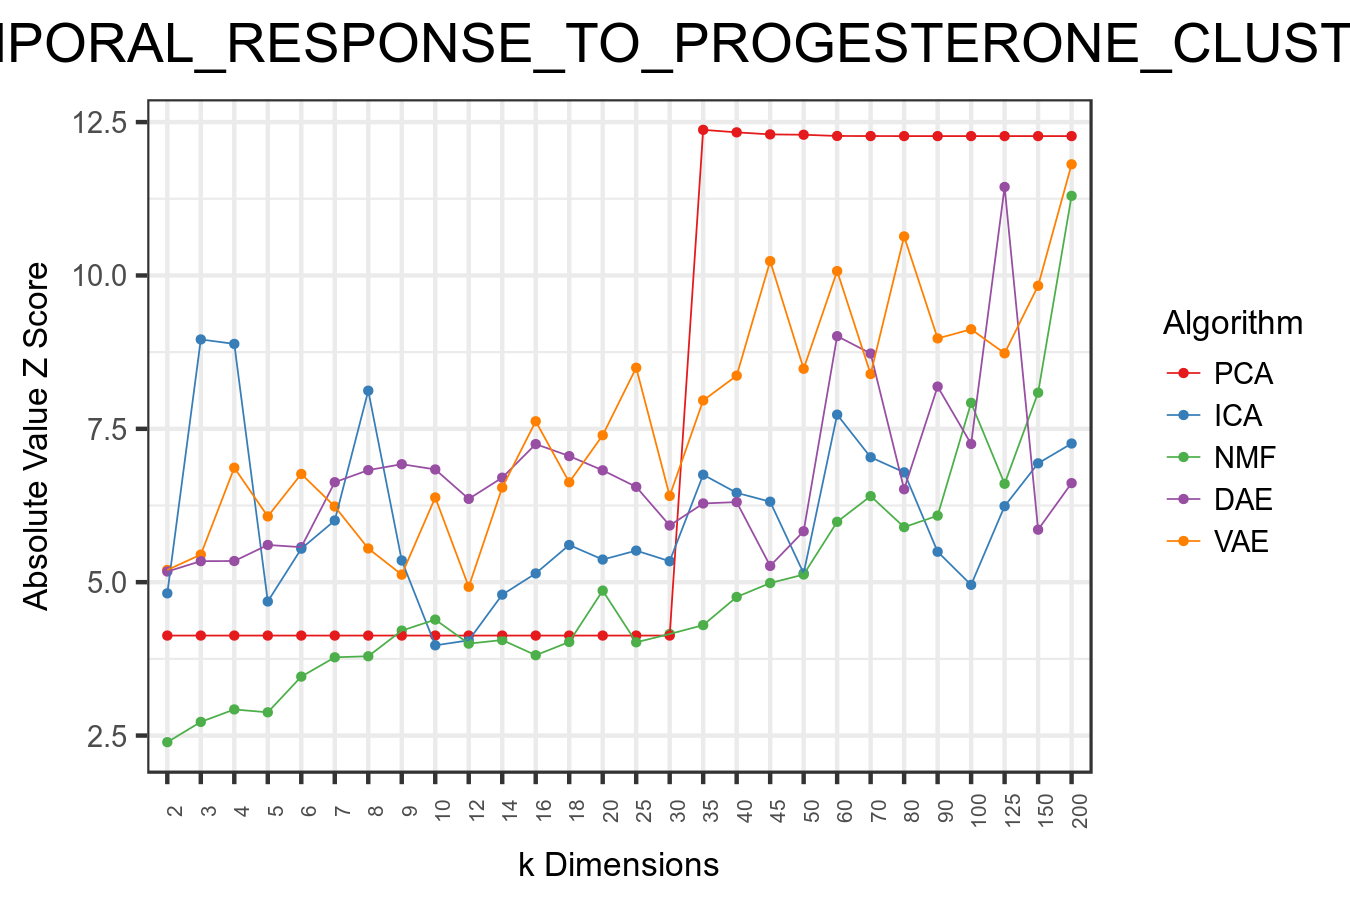 MPORAL_RESPONSE_TO_PROGESTERONE_CLUST
12.5
10.0
7.5
5.0
2.5
Absolute Value Z Score
2 3 4 5 6 7 8 9 10 12 14 16 18 20 25 30 35 40 45 50 60 70 80 90 100 125 150 200
k Dimensions
Algorithm
PCA
ICA
NMF
DAE
VAE